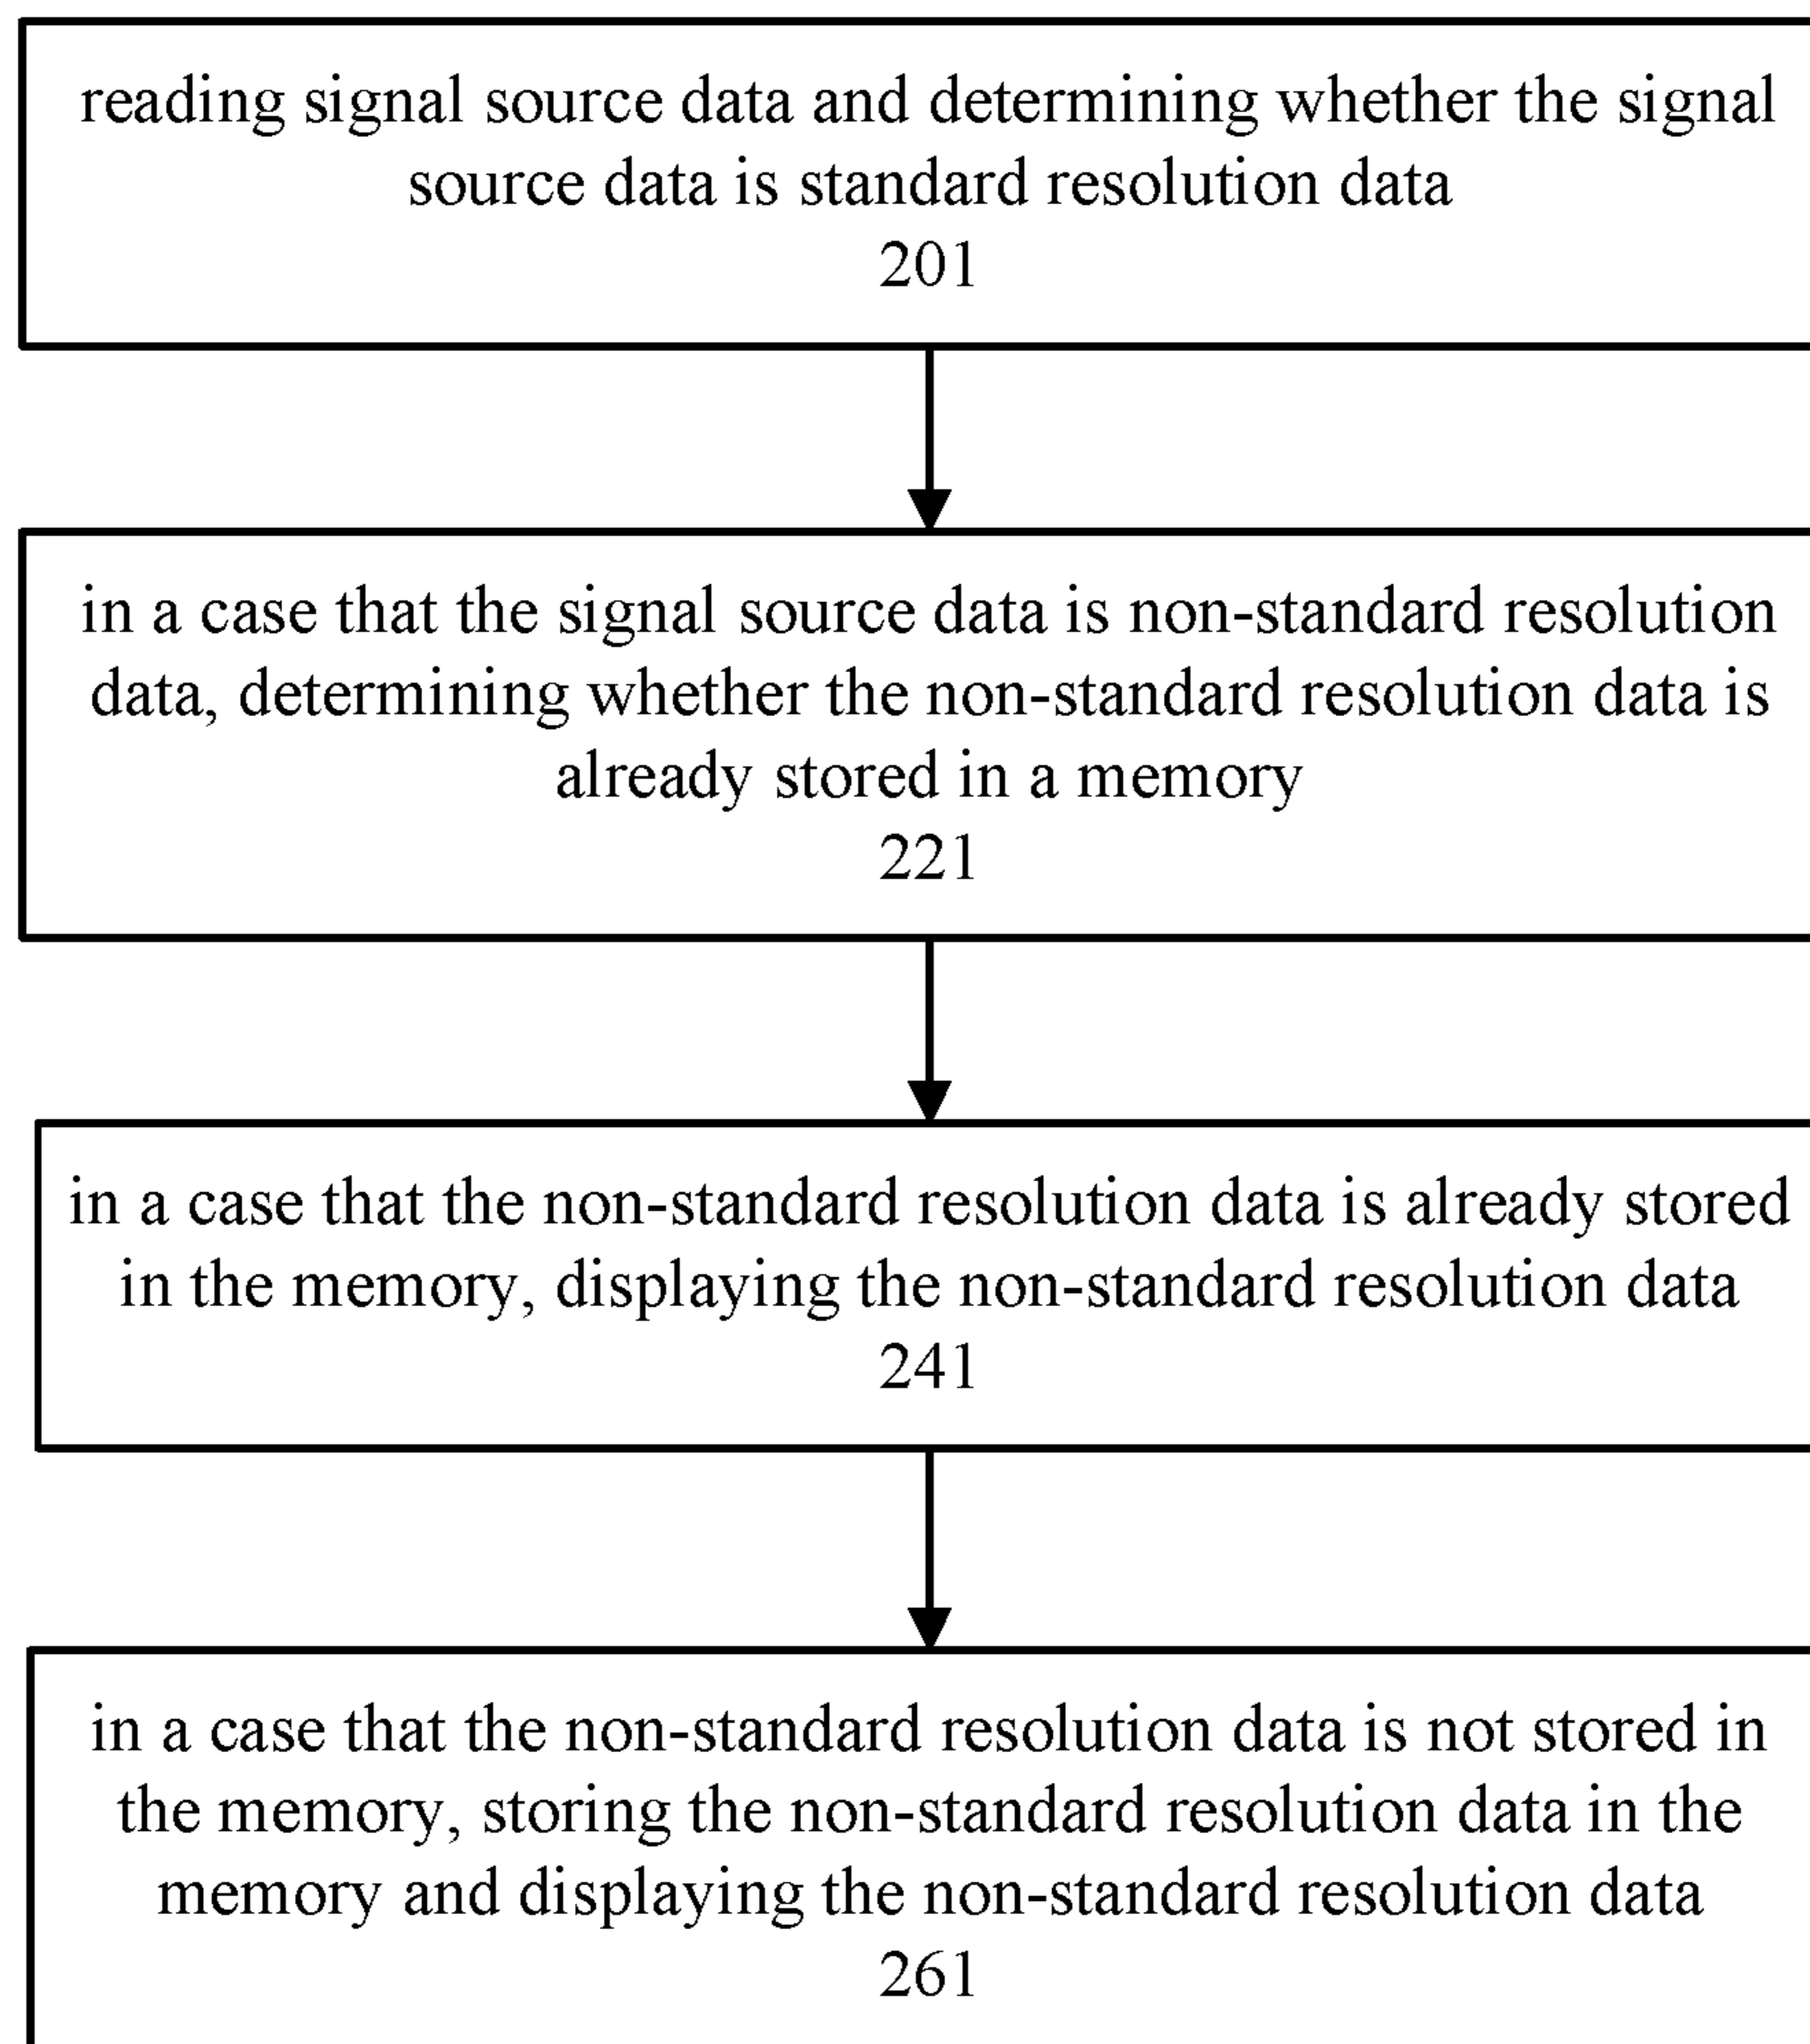 reading signal source data and determining whether the signal
source data is standard resolution data
201
in a case that the signal source data is non-standard resolution
data, determining whether the non-standard resolution data is
already stored in a memory
221
in a case that the non-standard resolution data is already stored
in the memory, displaying the non-standard resolution data
241
in a case that the non-standard resolution data is not stored in
the memory, storing the non-standard resolution data in the
memory and displaying the non-standard resolution data
261